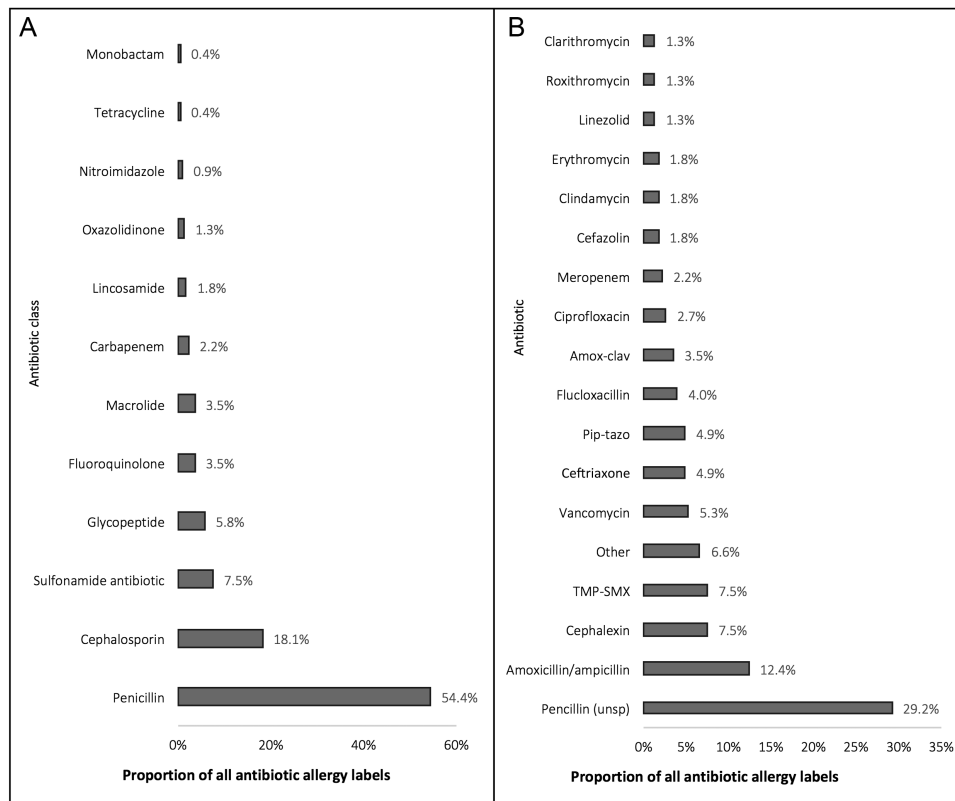 A
Antibiotic class
Monobactam 0.4%
Tetracycline 0.4%
Nitroimidazole 0.9%
Oxazolidinone 1.3%
Lincosamide 1.8%
Carbapenem 2.2%
Macrolide 3.5%
Fluoroquinolone 3.5%
Glycopeptide 5.8%
Sulfonamide antibiotic 7.5%
Cephalosporin 18.1%
Penicillin 54.4%
0% 20% 40% 60%
Proportion of all antibiotic allergy labels
B
Antibiotic
Clarithromycin 1.3%
Roxithromycin 1.3%
Linezolid 1.3%
Erythromycin 1.8%
Clindamycin 1.8%
Cefazolin 1.8%
Meropenem 2.2%
Ciprofloxacin 2.7%
Amox-clav 3.5%
Flucloxacillin 4.0%
Pip-tazo 4.9%
Ceftriaxone 4.9%
Vancomycin 5.3%
Other 6.6%
TMP-SMX 7.5%
Cephalexin 7.5%
Amoxicillin/ampicillin 12.4%
Pencillin (unsp) 29.2%
0% 5% 10% 15% 20% 25% 30% 35%
Proportion of all antibiotic allergy labels